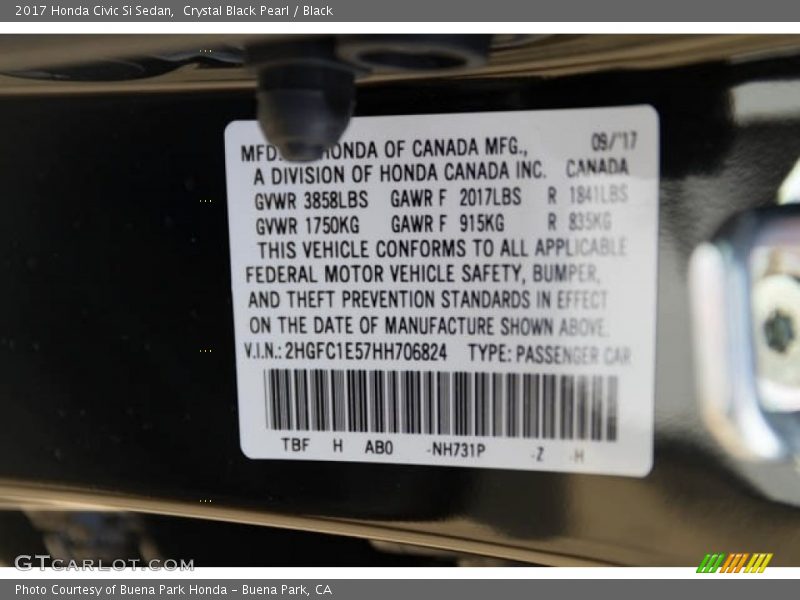 2017 Honda Civic Si Sedan, Crystal Black Pearl / Black
MFD. HONDA OF CANADA MFG., 09/'17
A DIVISION OF HONDA CANADA INC. CANADA
GVWR 3858LBS GAWR F 2017LBS R 1841LBS
GVWR 1750KG GAWR F 915KG R 835KG
THIS VEHICLE CONFORMS TO ALL APPLICABLE
FEDERAL MOTOR VEHICLE SAFETY, BUMPER,
AND THEFT PREVENTION STANDARDS IN EFFECT
ON THE DATE OF MANUFACTURE SHOWN ABOVE.
V.I.N.: 2HGFC1E57HH706824 TYPE: PASSENGER CAR
TBF H AB0 -NH731P -Z -H
GTCARLOT.COM
Photo Courtesy of Buena Park Honda - Buena Park, CA